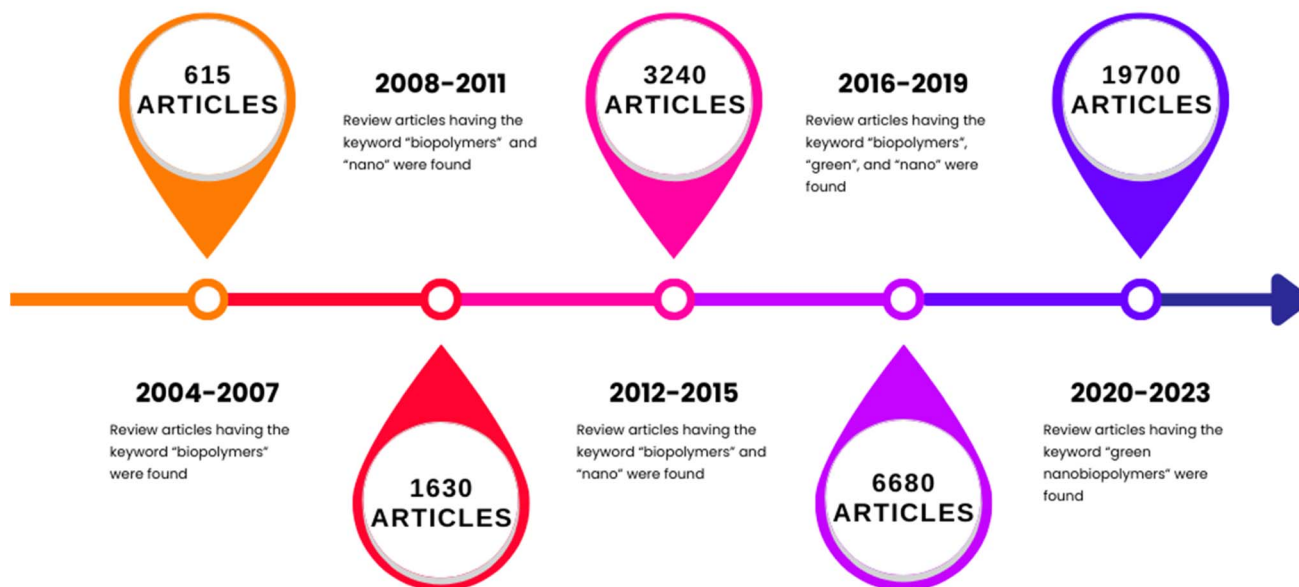 615
ARTICLES
2004-2007
Review articles having the
keyword “biopolymers”
were found
2008-2011
Review articles having the
keyword “biopolymers” and
“nano” were found
1630
ARTICLES
3240
ARTICLES
2012-2015
Review articles having the
keyword “biopolymers” and
“nano” were found
2016-2019
Review articles having the
keyword “biopolymers”,
“green”, and “nano” were
found
6680
ARTICLES
19700
ARTICLES
2020-2023
Review articles having the
keyword “green
nanobiopolymers” were
found